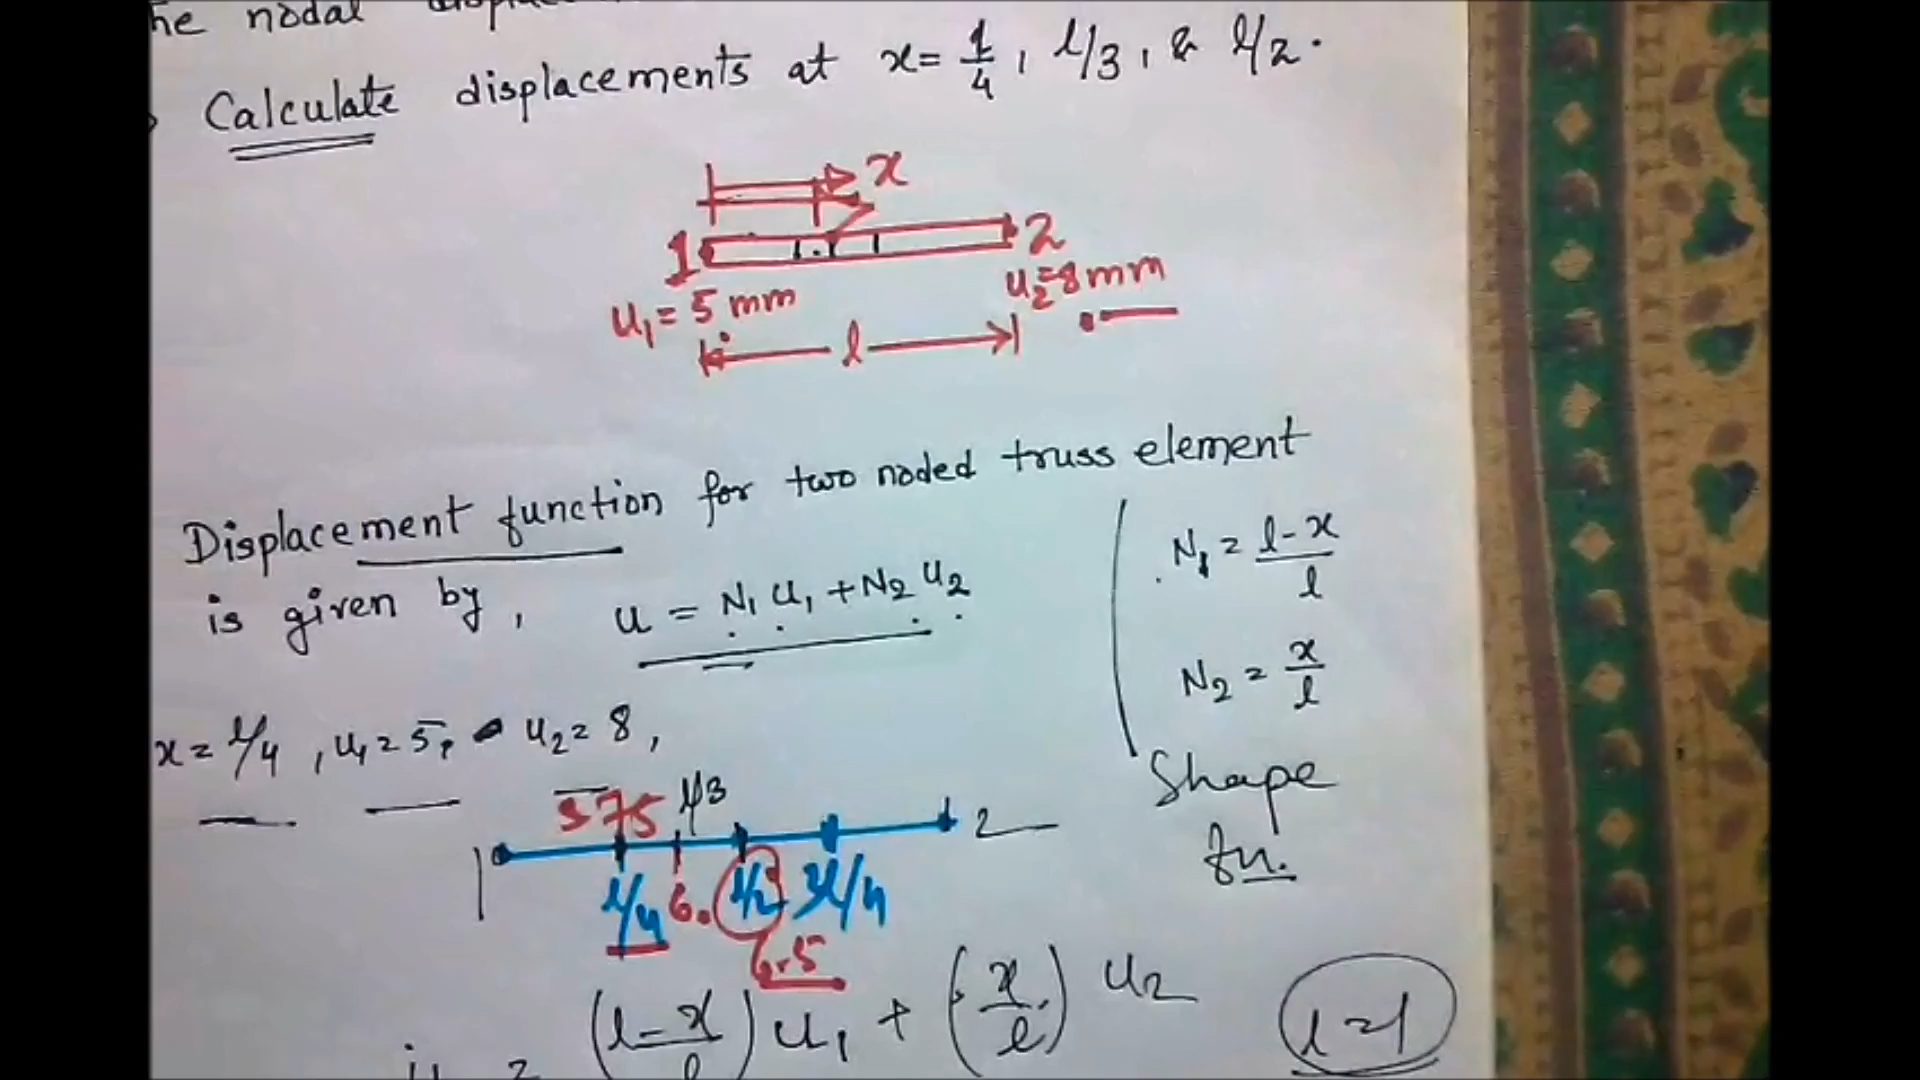 he nodal
Calculate displacements at x = 1/4, l/3, & l/2.
x
1 2
u₁ = 5 mm u₂ = 8 mm
l
Displacement function for two noded truss element
is given by, u = N₁ u₁ + N₂ u₂
N₁ = l-x/l
N₂ = x/l
Shape
fn.
x = l/4, u₁ = 5, u₂ = 8,
575 l/3
1 2
l/4 6. l/2 3l/4
6.5
u = (l-x/l) u₁ + (x/l) u₂
l=1